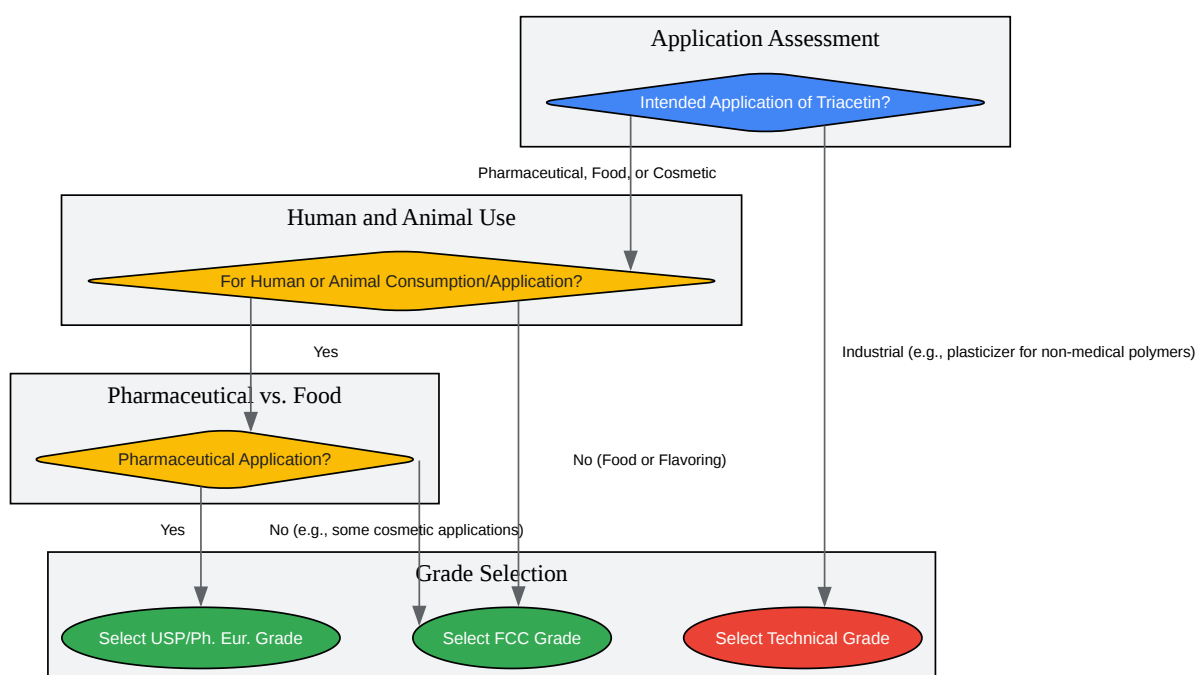 Application Assessment
Intended Application of Triacetin?
Pharmaceutical, Food, or Cosmetic
Human and Animal Use
For Human or Animal Consumption/Application?
Yes
Industrial (e.g., plasticizer for non-medical polymers)
Pharmaceutical vs. Food
Pharmaceutical Application?
No (Food or Flavoring)
Yes
No (e.g., some cosmetic applications)
Grade Selection
Select USP/Ph. Eur. Grade
Select FCC Grade
Select Technical Grade